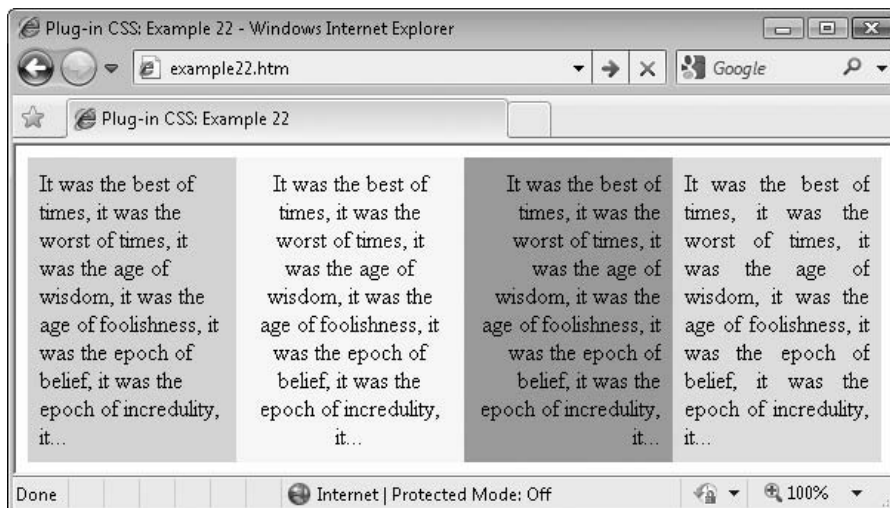 Plug-in CSS: Example 22 - Windows Internet Explorer
example22.htm
Google
Plug-in CSS: Example 22
It was the best of
times, it was the
worst of times, it
was the age of
wisdom, it was the
age of foolishness, it
was the epoch of
belief, it was the
epoch of incredulity,
it...
It was the best of
times, it was the
worst of times, it
was the age of
wisdom, it was the
age of foolishness, it
was the epoch of
belief, it was the
epoch of incredulity,
it...
It was the best of
times, it was the
worst of times, it
was the age of
wisdom, it was the
age of foolishness, it
was the epoch of
belief, it was the
epoch of incredulity,
it...
It was the best of
times, it was the
worst of times, it
was the age of
wisdom, it was the
age of foolishness, it
was the epoch of
belief, it was the
epoch of incredulity,
it...
Done
Internet | Protected Mode: Off
100%